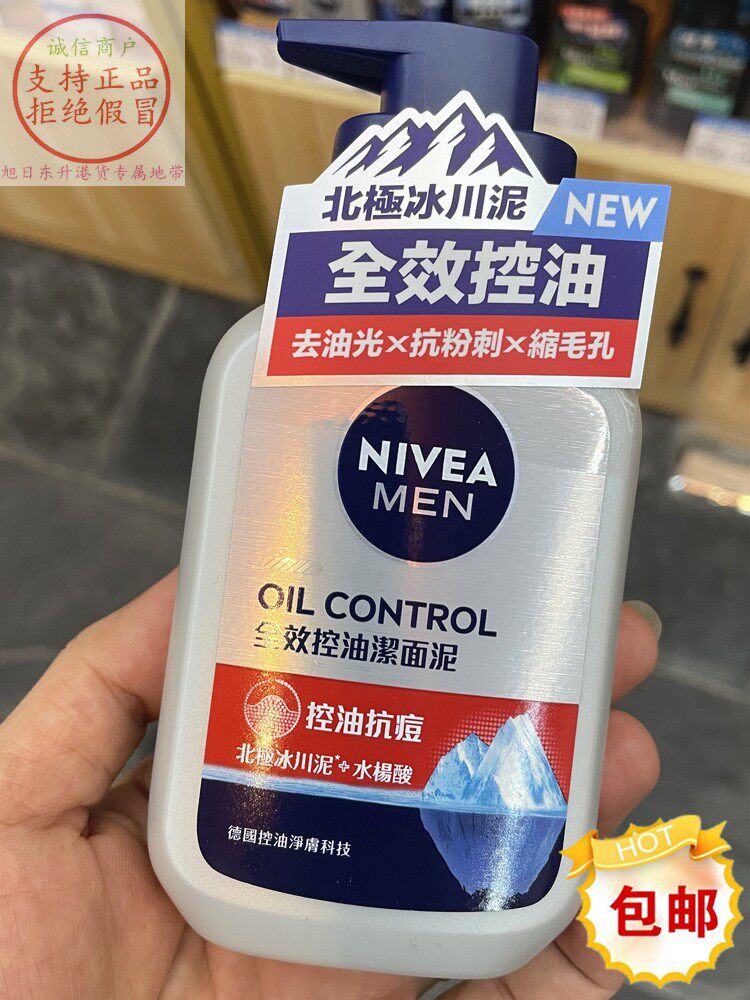 诚信商户
支持正品
拒绝假冒
旭日东升港货专属地带
北極冰川泥
NEW
全效控油
去油光×抗粉刺×縮毛孔
NIVEA
MEN
OIL CONTROL
全效控油潔面泥
控油抗痘
北極冰川泥*+水楊酸
德國控油淨膚科技
HOT
包邮